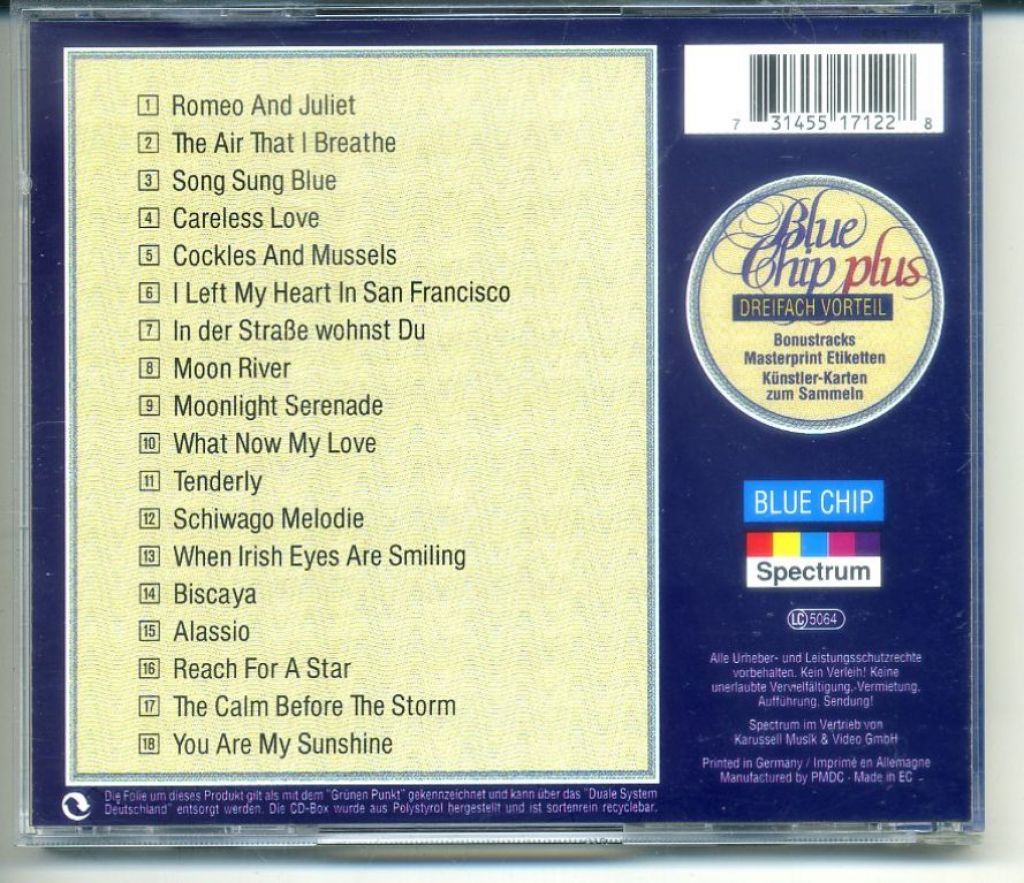 1 Romeo And Juliet
2 The Air That I Breathe
3 Song Sung Blue
4 Careless Love
5 Cockles And Mussels
6 I Left My Heart In San Francisco
7 In der Straße wohnst Du
8 Moon River
9 Moonlight Serenade
10 What Now My Love
11 Tenderly
12 Schiwago Melodie
13 When Irish Eyes Are Smiling
14 Biscaya
15 Alassio
16 Reach For A Star
17 The Calm Before The Storm
18 You Are My Sunshine
Die Folie um dieses Produkt gilt als mit dem "Grünen Punkt" gekennzeichnet und kann über das "Duale System
Deutschland" entsorgt werden. Die CD-Box wurde aus Polystyrol hergestellt und ist sortenrein recyclebar.
7 31455 17122 8
Blue
Chip plus
DREIFACH VORTEIL
Bonustracks
Masterprint Etiketten
Künstler-Karten
zum Sammeln
BLUE CHIP
Spectrum
LC 5064
Alle Urheber- und Leistungsschutzrechte
vorbehalten. Kein Verleih! Keine
unerlaubte Vervielfältigung, Vermietung,
Aufführung, Sendung!
Spectrum im Vertrieb von
Karussell Musik & Video GmbH
Printed in Germany / Imprimé en Allemagne
Manufactured by PMDC - Made in EC